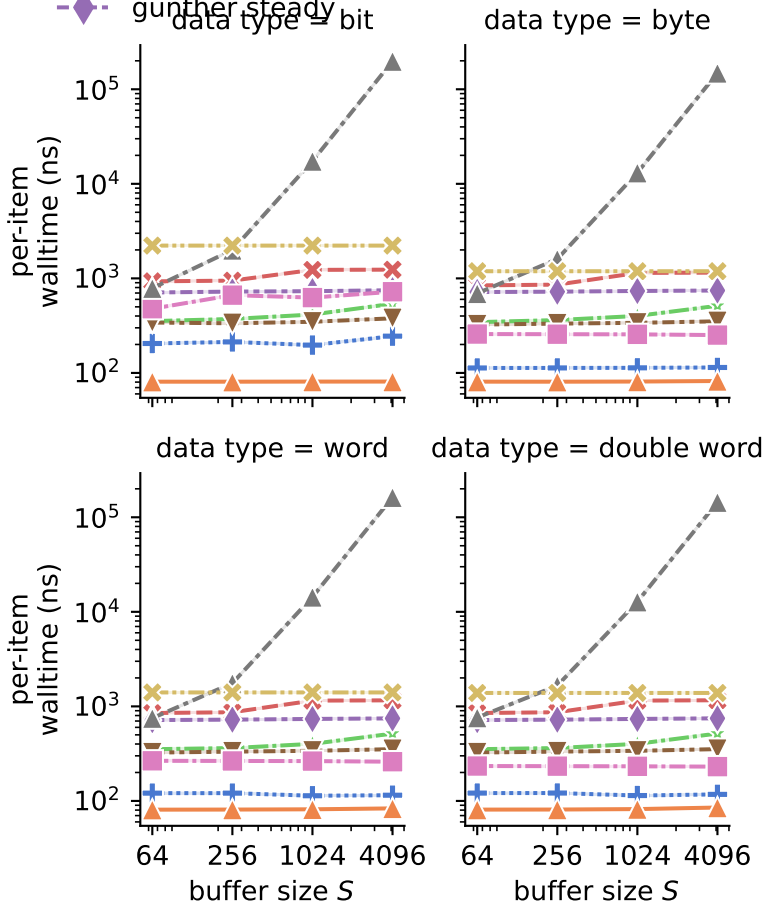 gunther steady
data type = bit
data type = byte
per-item
walltime (ns)
10^5
10^4
10^3
10^2
data type = word
data type = double word
per-item
walltime (ns)
10^5
10^4
10^3
10^2
64 256 1024 4096
64 256 1024 4096
buffer size S
buffer size S